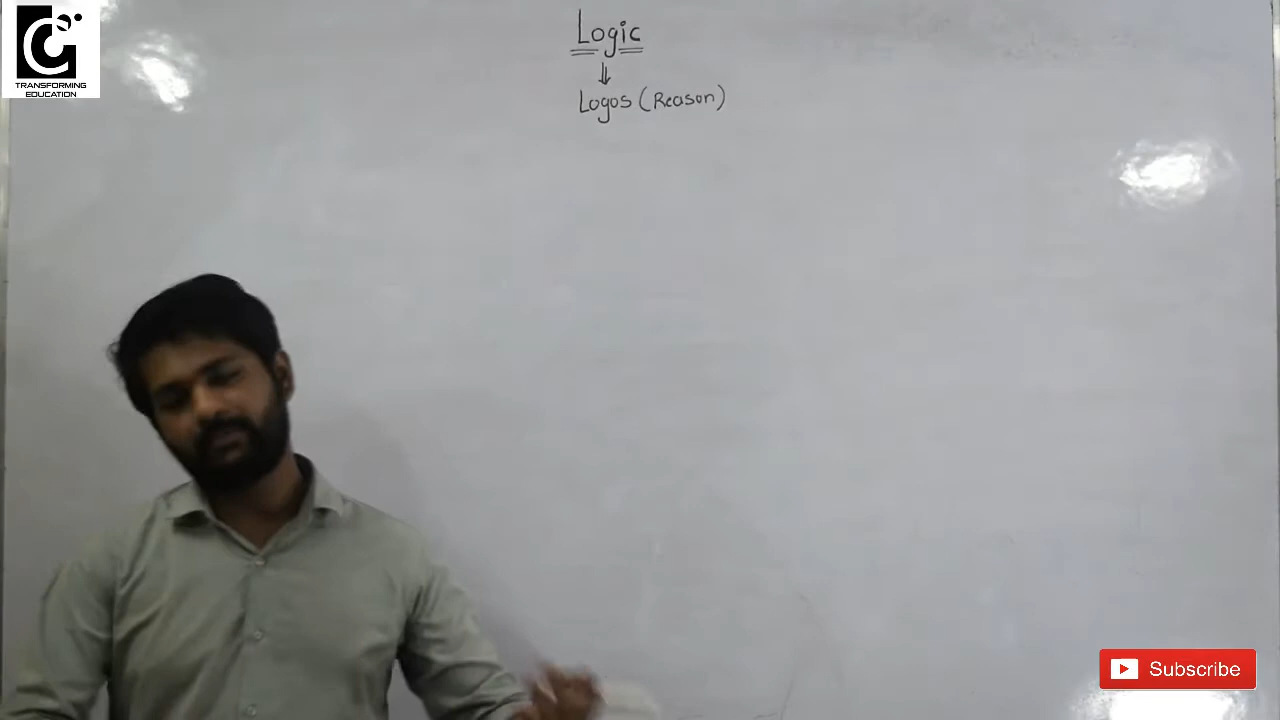 TRANSFORMING
EDUCATION
Logic
⇓
Logos (Reason)
Subscribe